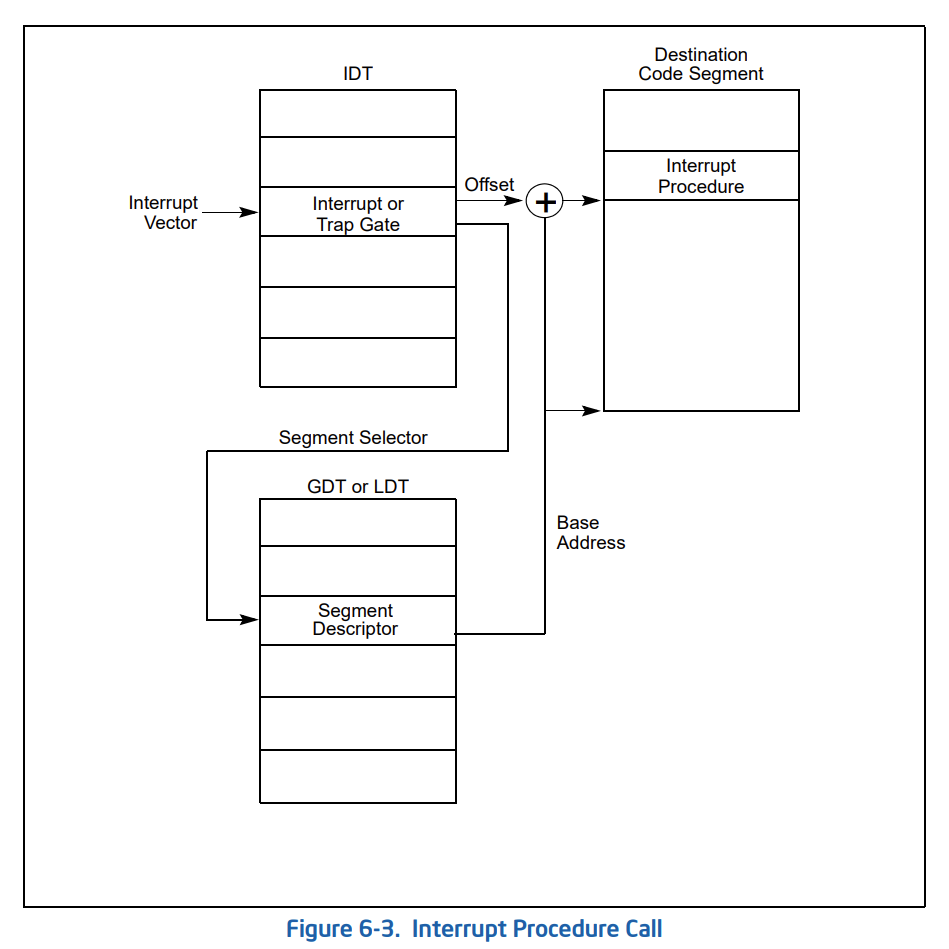 IDT
Destination
Code Segment
Interrupt
Vector
Interrupt or
Trap Gate
Offset
+
Interrupt
Procedure
Segment Selector
GDT or LDT
Segment
Descriptor
Base
Address
Figure 6-3. Interrupt Procedure Call